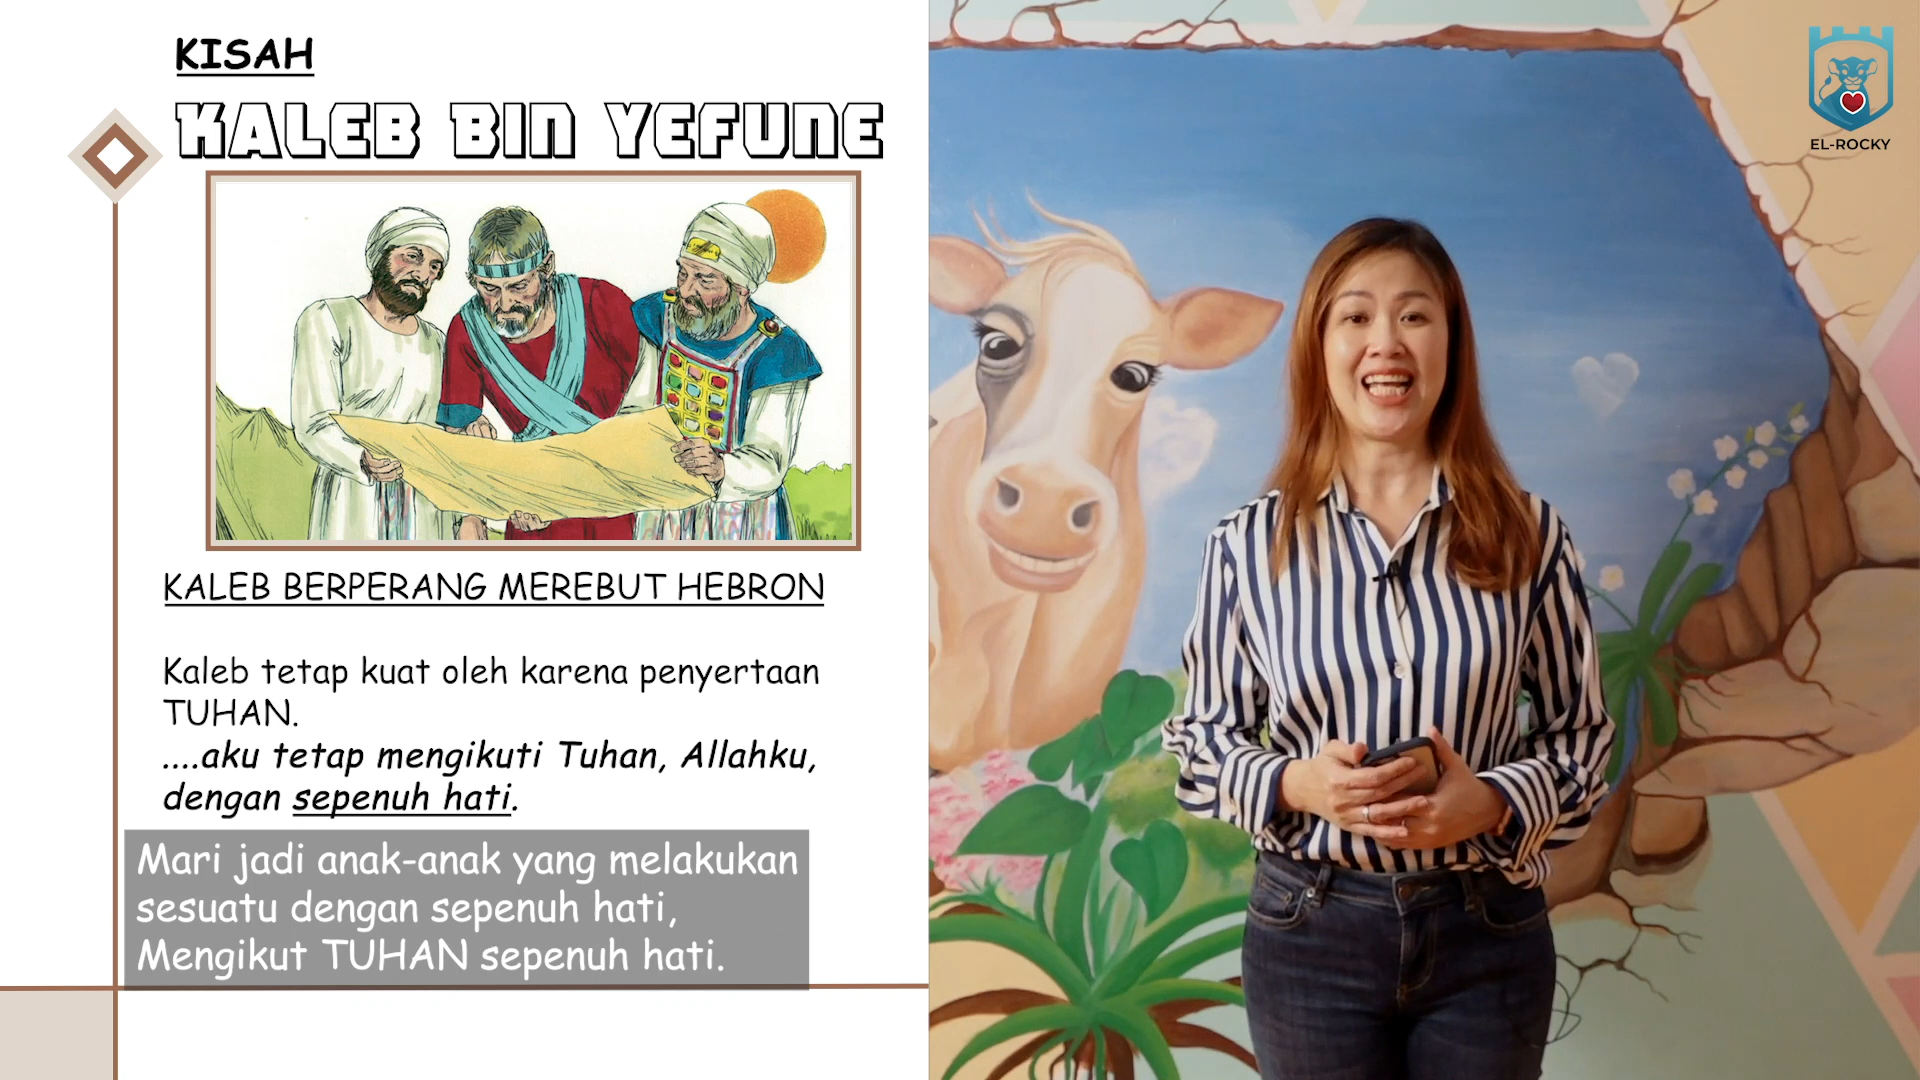 KISAH
KALEB BIN YEFUNE
KALEB BERPERANG MEREBUT HEBRON
Kaleb tetap kuat oleh karena penyertaan
TUHAN.
....aku tetap mengikuti Tuhan, Allahku,
dengan sepenuh hati.
Mari jadi anak-anak yang melakukan
sesuatu dengan sepenuh hati,
Mengikut TUHAN sepenuh hati.
EL-ROCKY